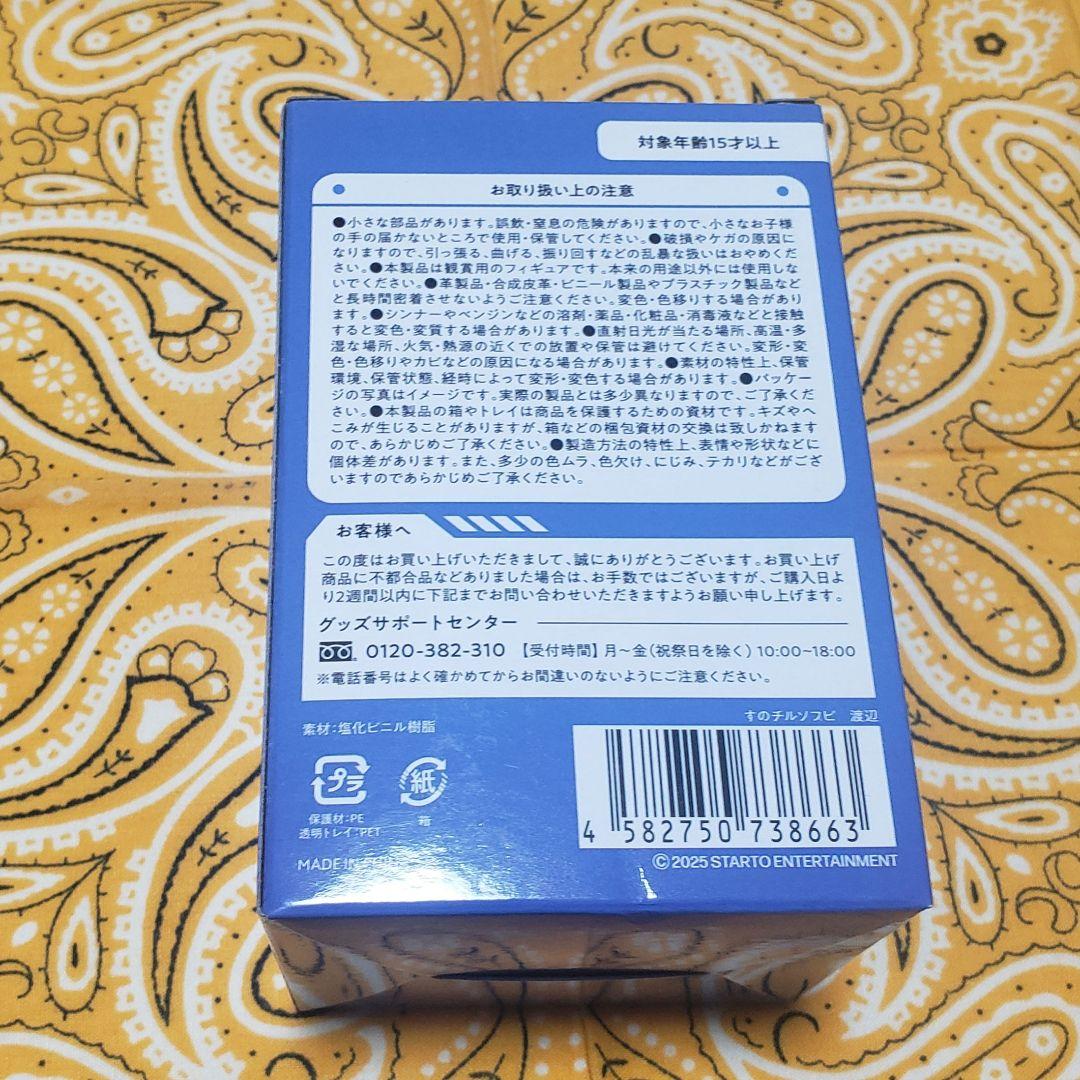 対象年齢15才以上
お取り扱い上の注意
●小さな部品があります。誤飲・窒息の危険がありますので、小さなお子様
の手の届かないところで使用・保管してください。●破損やケガの原因に
なりますので、引っ張る、曲げる、振り回すなどの乱暴な扱いはおやめくだ
さい。●本製品は観賞用のフィギュアです。本来の用途以外には使用しな
いでください。●革製品・合成皮革・ビニール製品やプラスチック製品など
と長時間密着させないようご注意ください。変色・色移りする場合があり
ます。●シンナーやベンジンなどの溶剤・薬品・化粧品・消毒液などと接触
すると変色・変質する場合があります。●直射日光が当たる場所、高温・多
湿な場所、火気・熱源の近くでの放置や保管は避けてください。変形・変
色・色移りやカビなどの原因になる場合があります。●素材の特性上、保管
環境、保管状態、経時によって変形・変色する場合があります。●パッケー
ジの写真はイメージです。実際の製品とは多少異なりますので、ご了承くだ
さい。●本製品の箱やトレイは商品を保護するための資材です。キズやへ
こみが生じることがありますが、箱などの梱包資材の交換は致しかねます
ので、あらかじめご了承ください。●製造方法の特性上、表情や形状などに
個体差があります。また、多少の色ムラ、色欠け、にじみ、テカリなどがござ
いますのであらかじめご了承ください。
お客様へ
この度はお買い上げいただきまして、誠にありがとうございます。お買い上げ
商品に不都合品などありました場合は、お手数ではございますが、ご購入日よ
り2週間以内に下記までお問い合わせいただきますようお願い申し上げます。
グッズサポートセンター
0120-382-310 【受付時間】月~金(祝祭日を除く)10:00~18:00
※電話番号はよく確かめてからお間違いのないようにご注意ください。
素材:塩化ビニル樹脂
すのチルソフビ 渡辺
プラ
紙
保護材:PE
透明トレイ:PET
箱
4 582750 738663
MADE IN
© 2025 STARTO ENTERTAINMENT